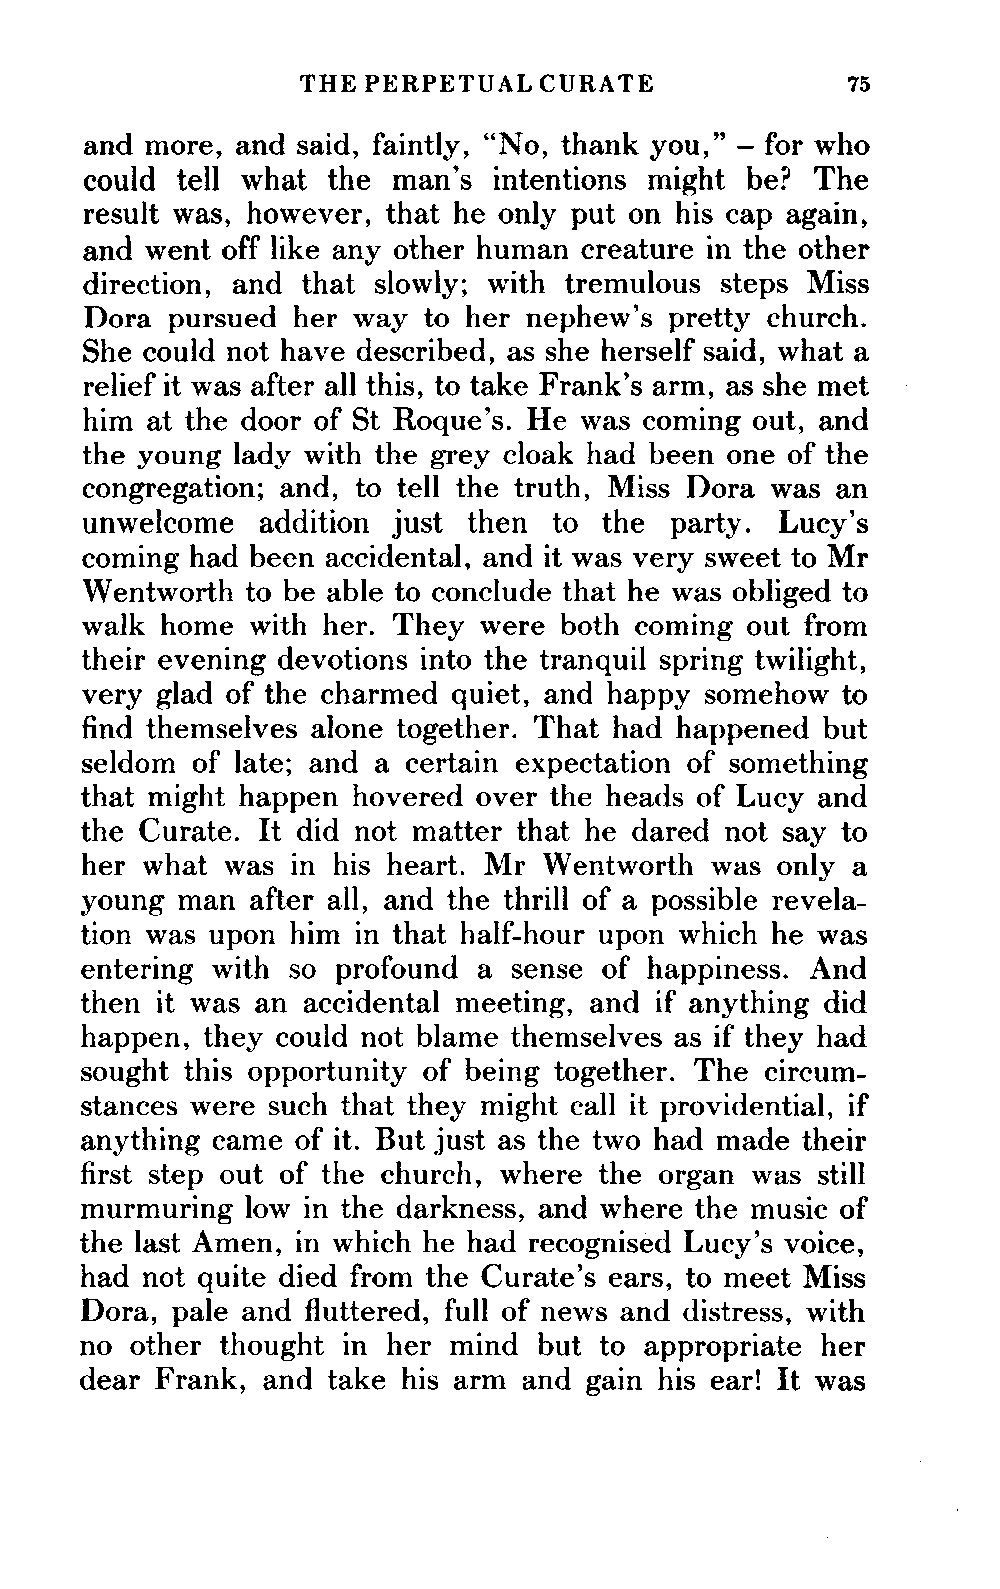 THE PERPETUAL CURATE 75
and more, and said, faintly, “No, thank you,” – for who
could tell what the man’s intentions might be? The
result was, however, that he only put on his cap again,
and went off like any other human creature in the other
direction, and that slowly; with tremulous steps Miss
Dora pursued her way to her nephew’s pretty church.
She could not have described, as she herself said, what a
relief it was after all this, to take Frank’s arm, as she met
him at the door of St Roque’s. He was coming out, and
the young lady with the grey cloak had been one of the
congregation; and, to tell the truth, Miss Dora was an
unwelcome addition just then to the party. Lucy’s
coming had been accidental, and it was very sweet to Mr
Wentworth to be able to conclude that he was obliged to
walk home with her. They were both coming out from
their evening devotions into the tranquil spring twilight,
very glad of the charmed quiet, and happy somehow to
find themselves alone together. That had happened but
seldom of late; and a certain expectation of something
that might happen hovered over the heads of Lucy and
the Curate. It did not matter that he dared not say to
her what was in his heart. Mr Wentworth was only a
young man after all, and the thrill of a possible revela-
tion was upon him in that half-hour upon which he was
entering with so profound a sense of happiness. And
then it was an accidental meeting, and if anything did
happen, they could not blame themselves as if they had
sought this opportunity of being together. The circum-
stances were such that they might call it providential, if
anything came of it. But just as the two had made their
first step out of the church, where the organ was still
murmuring low in the darkness, and where the music of
the last Amen, in which he had recognised Lucy’s voice,
had not quite died from the Curate’s ears, to meet Miss
Dora, pale and fluttered, full of news and distress, with
no other thought in her mind but to appropriate her
dear Frank, and take his arm and gain his ear! It was